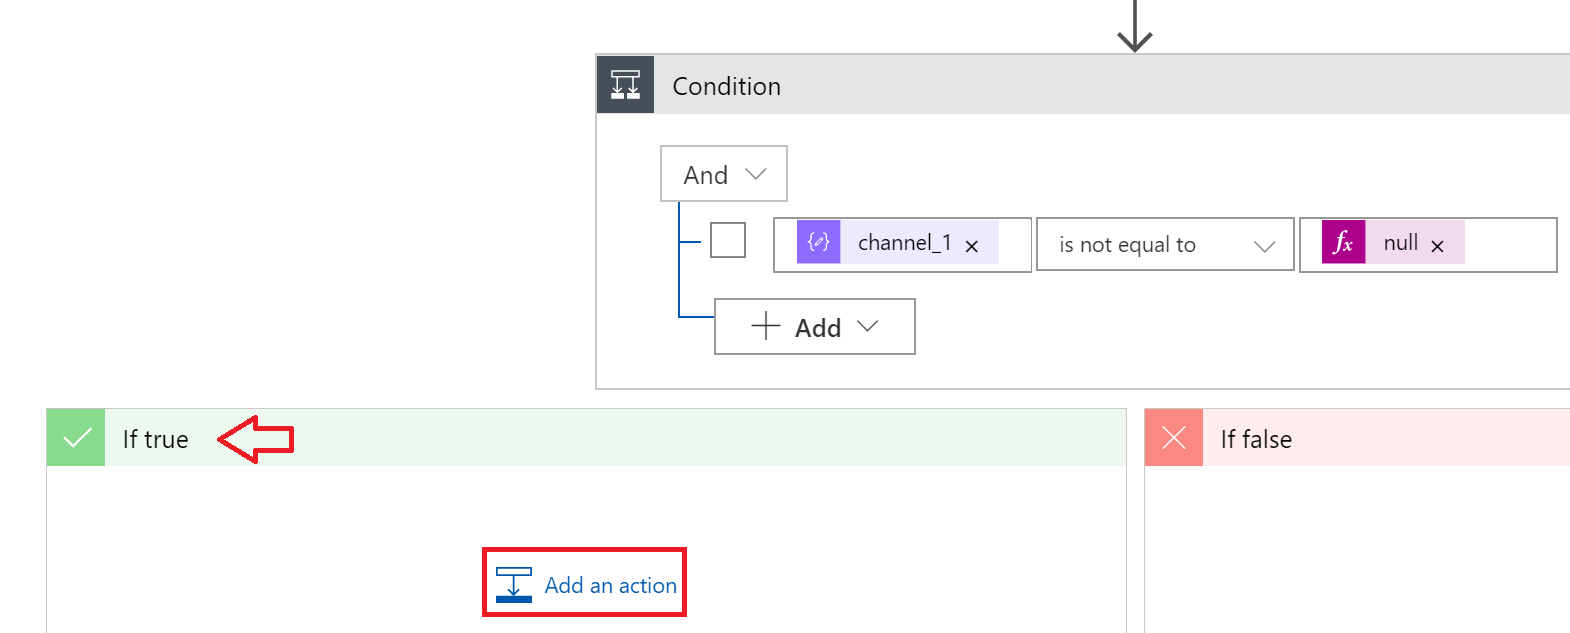 Condition
And
channel_1 × is not equal to fx null ×
Add
If true
If false
Add an action